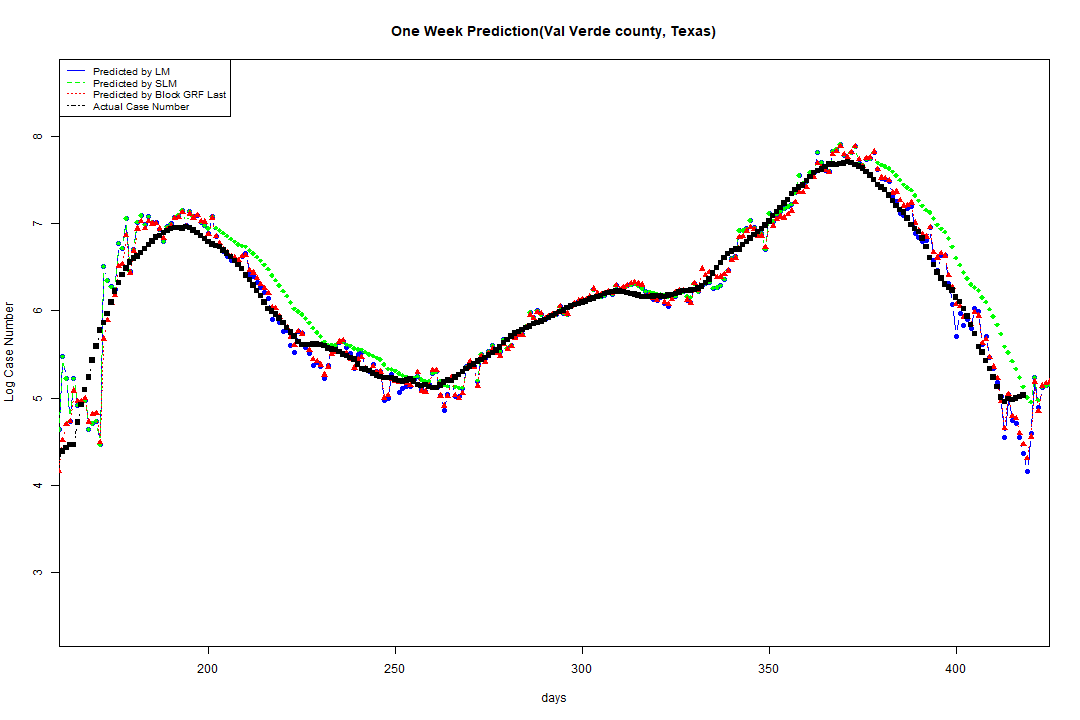 One Week Prediction(Val Verde county, Texas)
Predicted by LM
Predicted by SLM
Predicted by Block GRF Last
Actual Case Number
8
7
6
5
4
3
Log Case Number
200 250 300 350 400
days